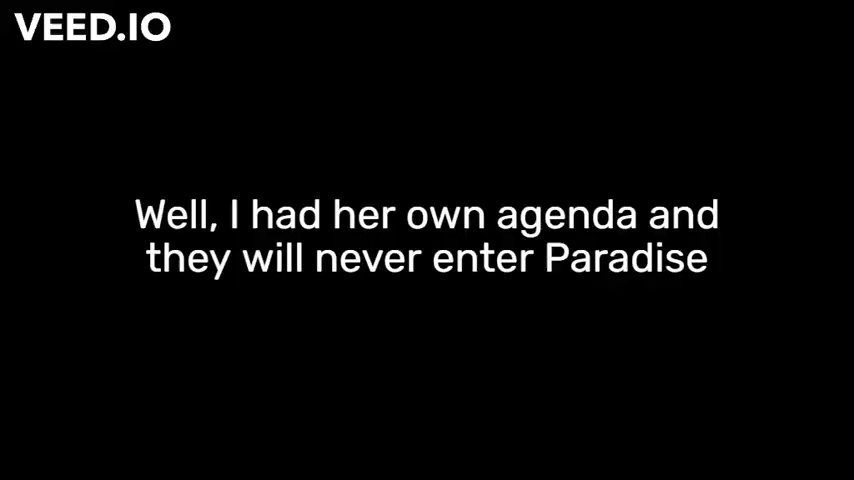 VEED.IO
Well, I had her own agenda and
they will never enter Paradise